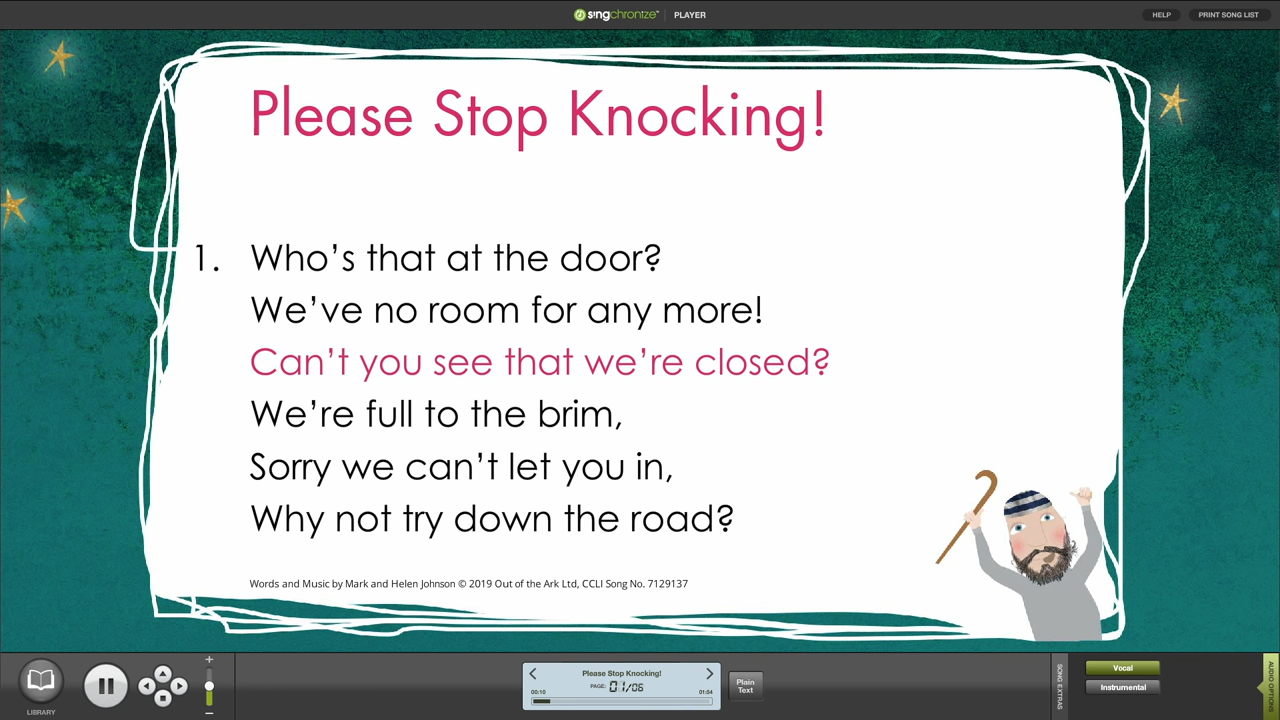 singchronize™ PLAYER
HELP
PRINT SONG LIST
Please Stop Knocking!
1. Who's that at the door?
We've no room for any more!
Can't you see that we're closed?
We're full to the brim,
Sorry we can't let you in,
Why not try down the road?
Words and Music by Mark and Helen Johnson © 2019 Out of the Ark Ltd, CCLI Song No. 7129137
LIBRARY
+
−
Please Stop Knocking!
PAGE: 01/06
00:10
01:54
Plain
Text
SONG EXTRAS
Vocal
Instrumental
AUDIO OPTIONS